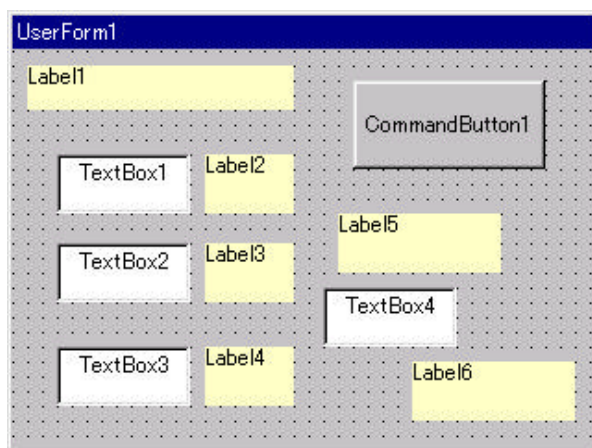 UserForm1
Label1
CommandButton1
TextBox1
Label2
Label5
TextBox2
Label3
TextBox4
TextBox3
Label4
Label6